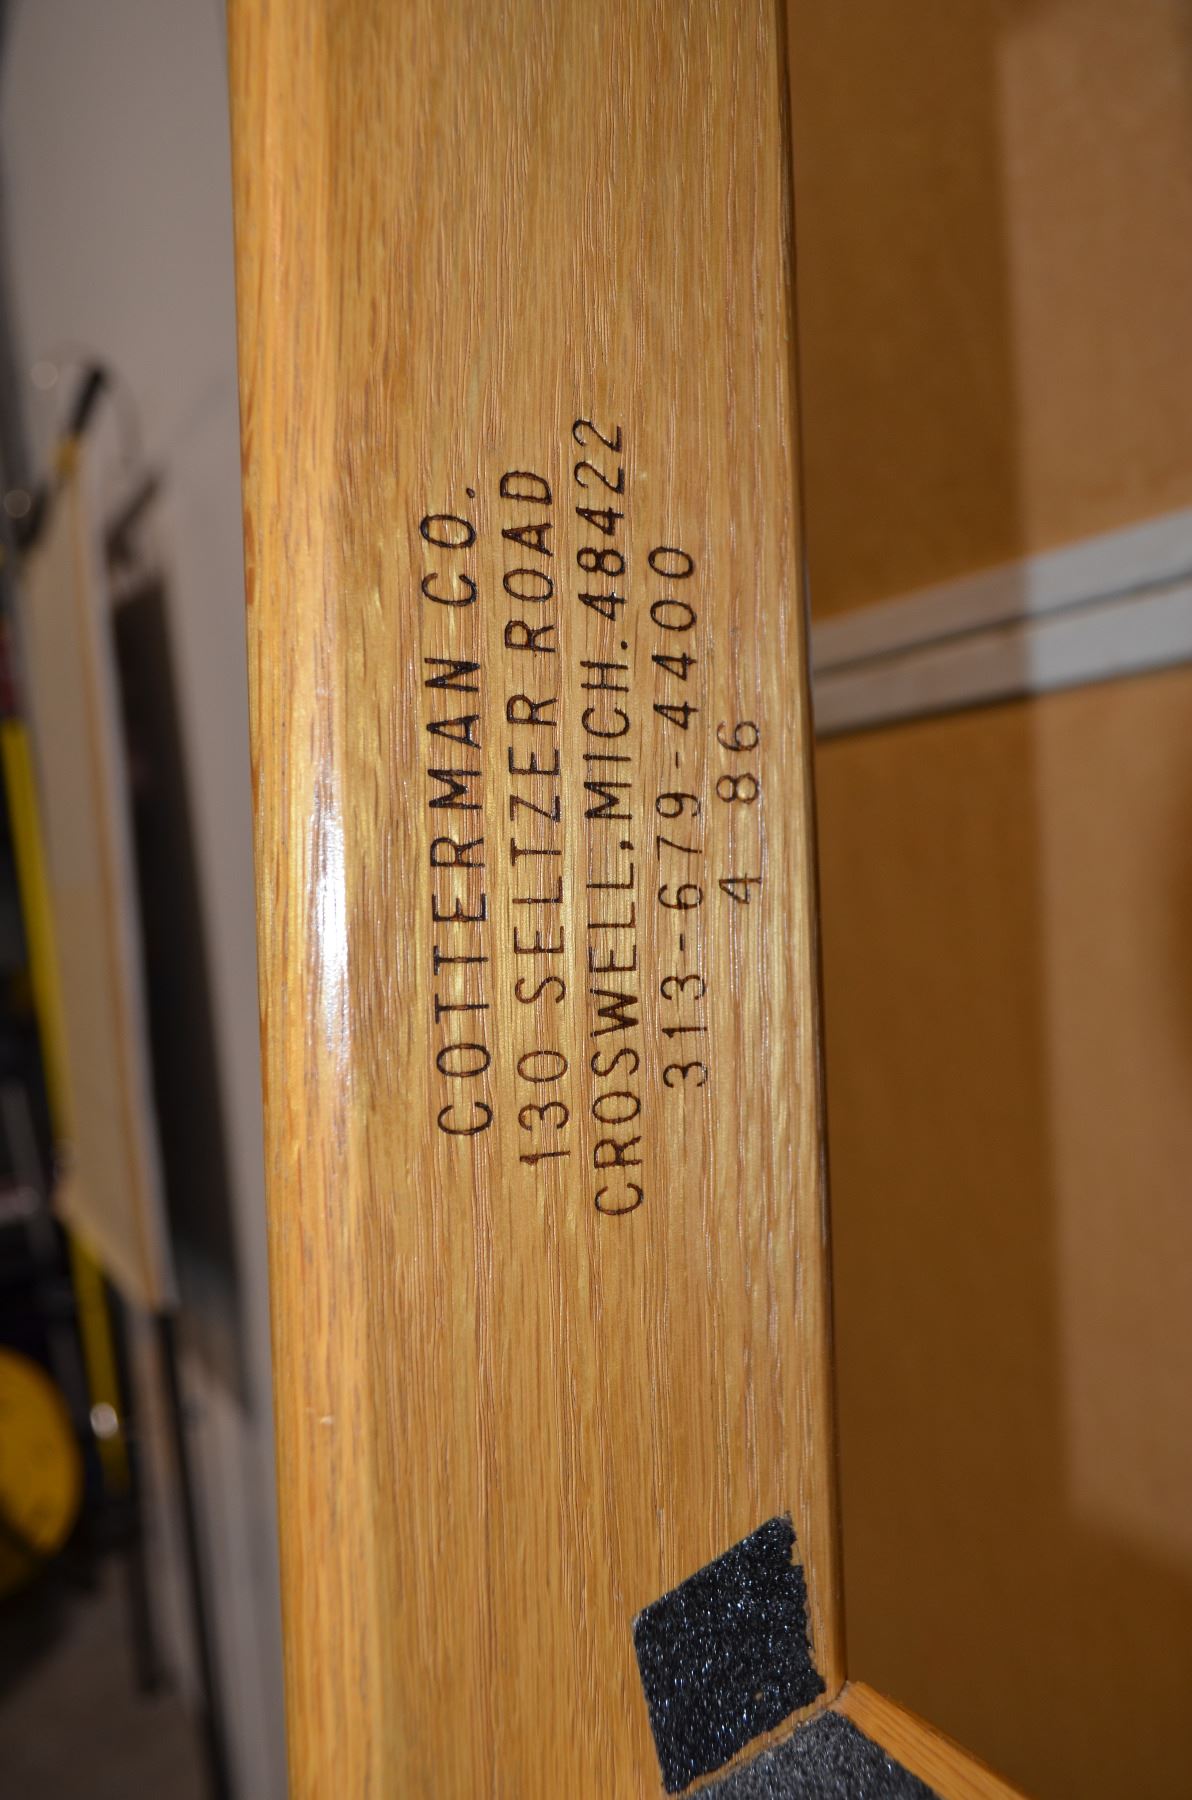 COTTERMAN CO.
130 SELTZER ROAD
CROSWELL, MICH. 48422
313-679-4400
4 86